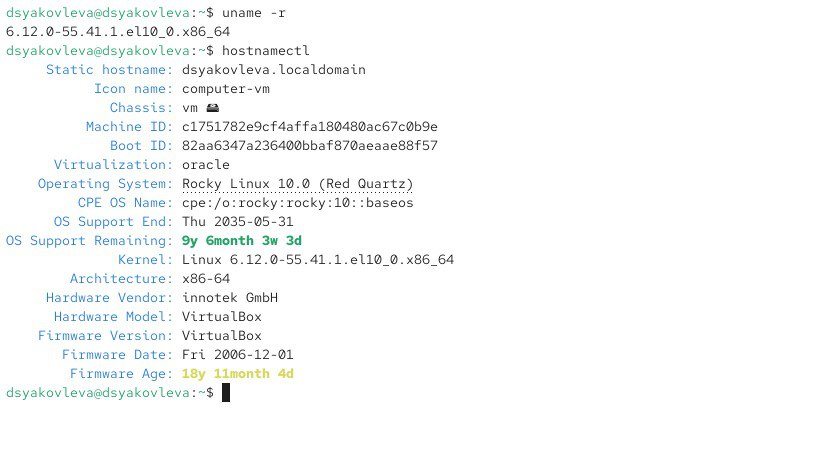 dsyakovleva@dsyakovleva:~$ uname -r
6.12.0-55.41.1.el10_0.x86_64
dsyakovleva@dsyakovleva:~$ hostnamectl
Static hostname: dsyakovleva.localdomain
Icon name: computer-vm
Chassis: vm 🖴
Machine ID: c1751782e9cf4affa180480ac67c0b9e
Boot ID: 82aa6347a236400bbaf870aeaae88f57
Virtualization: oracle
Operating System: Rocky Linux 10.0 (Red Quartz)
CPE OS Name: cpe:/o:rocky:rocky:10::baseos
OS Support End: Thu 2035-05-31
OS Support Remaining: 9y 6month 3w 3d
Kernel: Linux 6.12.0-55.41.1.el10_0.x86_64
Architecture: x86-64
Hardware Vendor: innotek GmbH
Hardware Model: VirtualBox
Firmware Version: VirtualBox
Firmware Date: Fri 2006-12-01
Firmware Age: 18y 11month 4d
dsyakovleva@dsyakovleva:~$